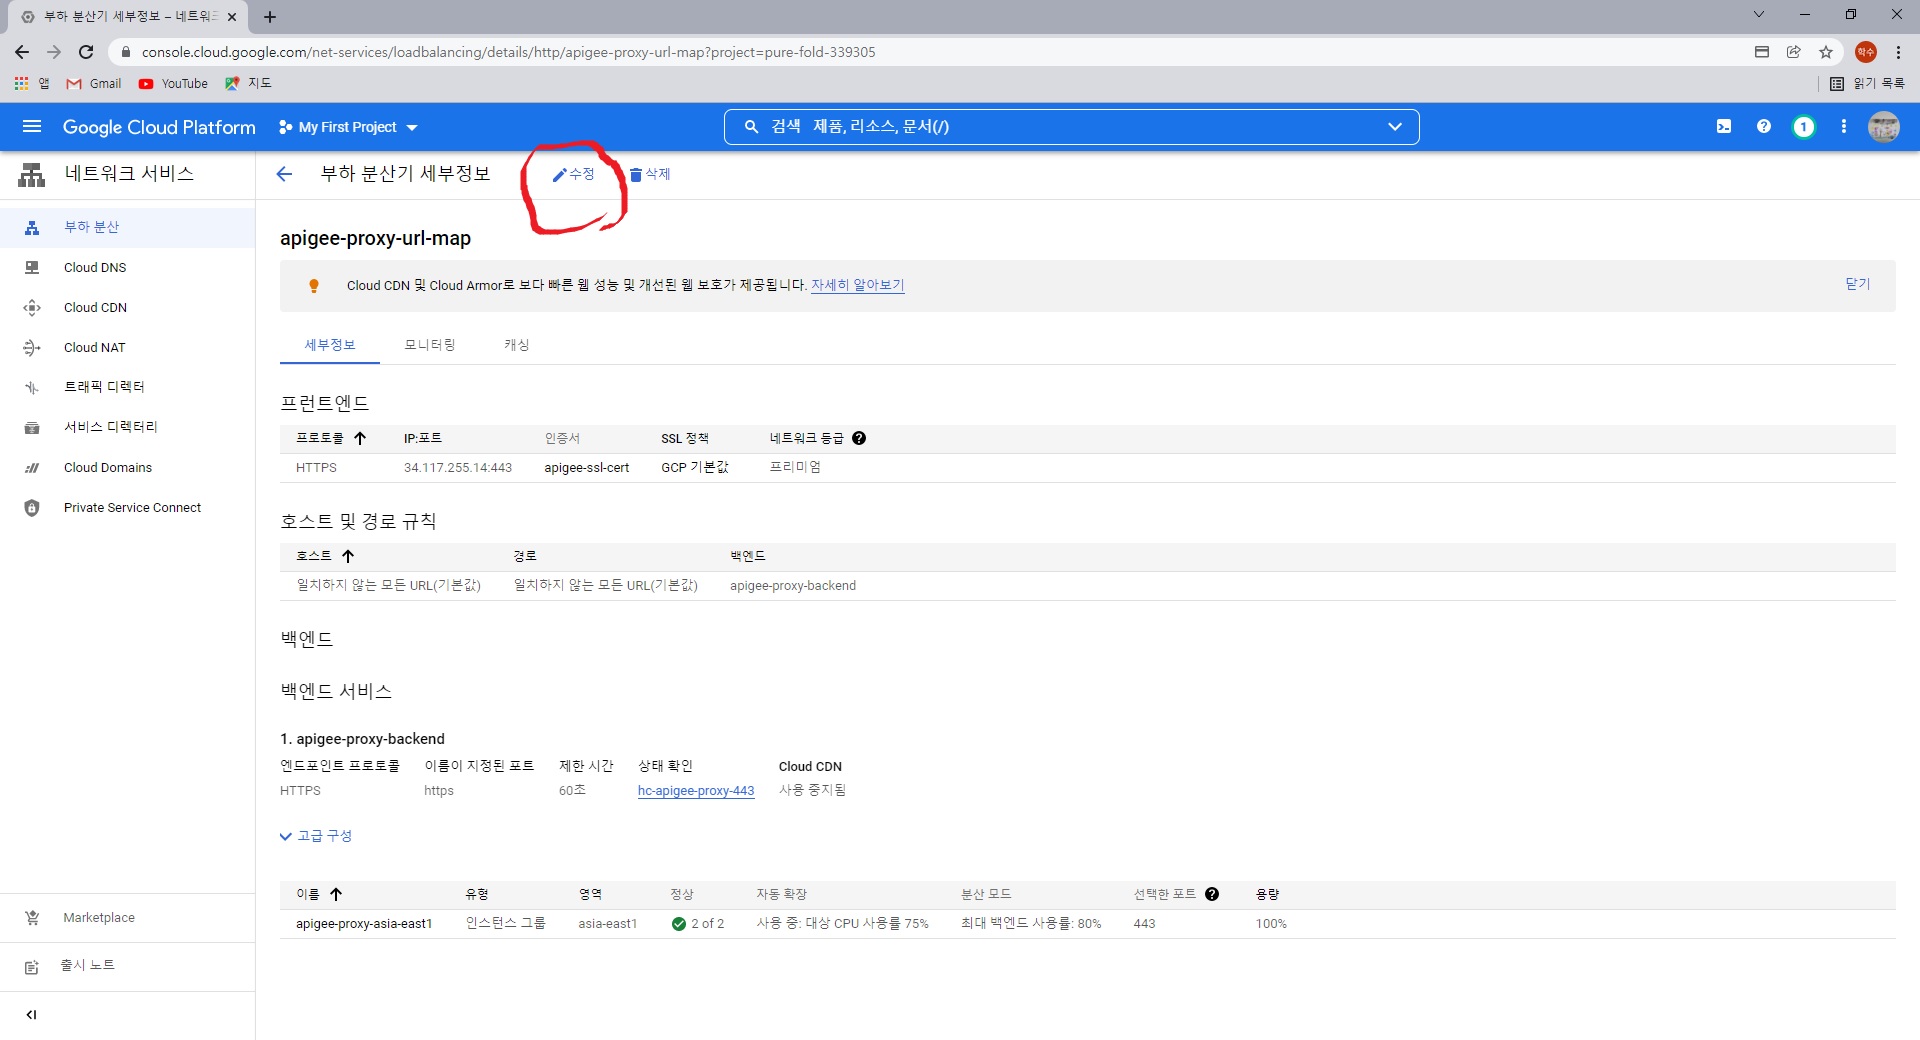 부하 분산기 세부정보 – 네트워크
console.cloud.google.com/net-services/loadbalancing/details/http/apigee-proxy-url-map?project=pure-fold-339305
학수
앱 Gmail YouTube 지도 읽기 목록
Google Cloud Platform My First Project 검색 제품, 리소스, 문서(/) 1
네트워크 서비스
부하 분산
Cloud DNS
Cloud CDN
Cloud NAT
트래픽 디렉터
서비스 디렉터리
Cloud Domains
Private Service Connect
Marketplace
출시 노트
부하 분산기 세부정보 수정 삭제
apigee-proxy-url-map
Cloud CDN 및 Cloud Armor로 보다 빠른 웹 성능 및 개선된 웹 보호가 제공됩니다. 자세히 알아보기 닫기
세부정보 모니터링 캐싱
프런트엔드
프로토콜 IP:포트 인증서 SSL 정책 네트워크 등급
HTTPS 34.117.255.14:443 apigee-ssl-cert GCP 기본값 프리미엄
호스트 및 경로 규칙
호스트 경로 백엔드
일치하지 않는 모든 URL(기본값) 일치하지 않는 모든 URL(기본값) apigee-proxy-backend
백엔드
백엔드 서비스
1. apigee-proxy-backend
엔드포인트 프로토콜 이름이 지정된 포트 제한 시간 상태 확인 Cloud CDN
HTTPS https 60초 hc-apigee-proxy-443 사용 중지됨
고급 구성
이름 유형 영역 정상 자동 확장 분산 모드 선택한 포트 용량
apigee-proxy-asia-east1 인스턴스 그룹 asia-east1 2 of 2 사용 중: 대상 CPU 사용률 75% 최대 백엔드 사용률: 80% 443 100%